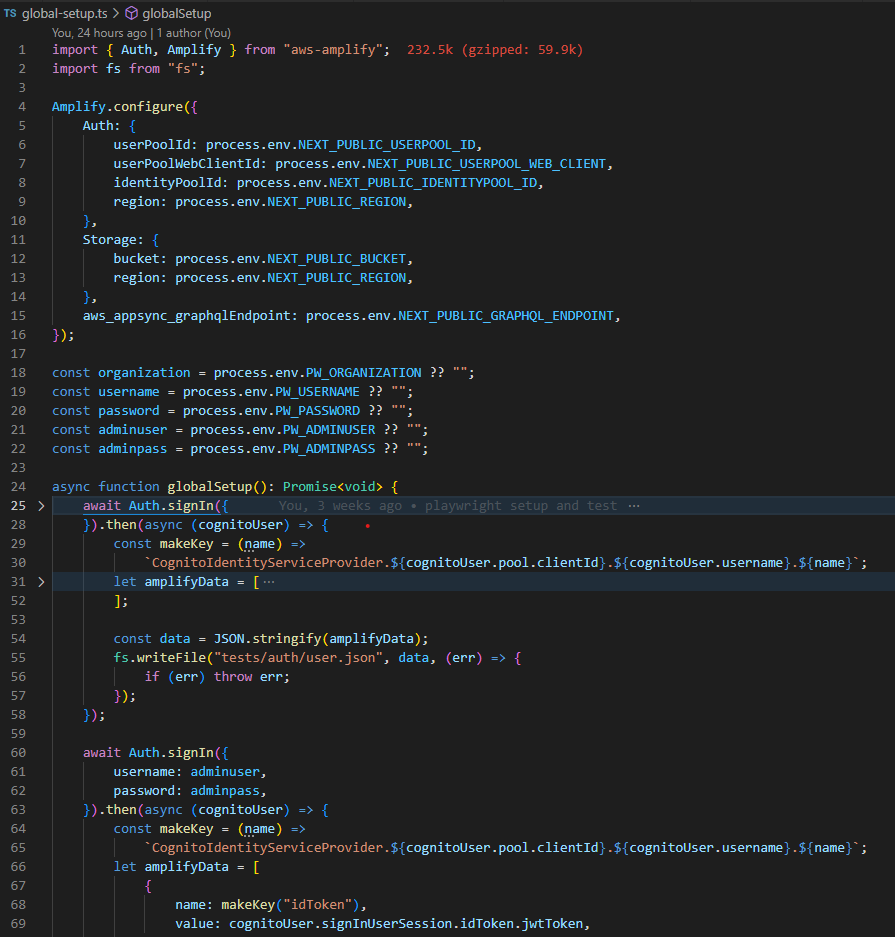 TS global-setup.ts > globalSetup
You, 24 hours ago | 1 author (You)
1 import { Auth, Amplify } from "aws-amplify"; 232.5k (gzipped: 59.9k)
2 import fs from "fs";
3
4 Amplify.configure({
5     Auth: {
6         userPoolId: process.env.NEXT_PUBLIC_USERPOOL_ID,
7         userPoolWebClientId: process.env.NEXT_PUBLIC_USERPOOL_WEB_CLIENT,
8         identityPoolId: process.env.NEXT_PUBLIC_IDENTITYPOOL_ID,
9         region: process.env.NEXT_PUBLIC_REGION,
10     },
11     Storage: {
12         bucket: process.env.NEXT_PUBLIC_BUCKET,
13         region: process.env.NEXT_PUBLIC_REGION,
14     },
15     aws_appsync_graphqlEndpoint: process.env.NEXT_PUBLIC_GRAPHQL_ENDPOINT,
16 });
17
18 const organization = process.env.PW_ORGANIZATION ?? "";
19 const username = process.env.PW_USERNAME ?? "";
20 const password = process.env.PW_PASSWORD ?? "";
21 const adminuser = process.env.PW_ADMINUSER ?? "";
22 const adminpass = process.env.PW_ADMINPASS ?? "";
23
24 async function globalSetup(): Promise<void> {
25 >     await Auth.signIn({     You, 3 weeks ago • playwright setup and test ⋯
28     }).then(async (cognitoUser) => {
29         const makeKey = (name) =>
30             `CognitoIdentityServiceProvider.${cognitoUser.pool.clientId}.${cognitoUser.username}.${name}`;
31 >         let amplifyData = [⋯
52         ];
53
54         const data = JSON.stringify(amplifyData);
55         fs.writeFile("tests/auth/user.json", data, (err) => {
56             if (err) throw err;
57         });
58     });
59
60     await Auth.signIn({
61         username: adminuser,
62         password: adminpass,
63     }).then(async (cognitoUser) => {
64         const makeKey = (name) =>
65             `CognitoIdentityServiceProvider.${cognitoUser.pool.clientId}.${cognitoUser.username}.${name}`;
66         let amplifyData = [
67             {
68                 name: makeKey("idToken"),
69                 value: cognitoUser.signInUserSession.idToken.jwtToken,